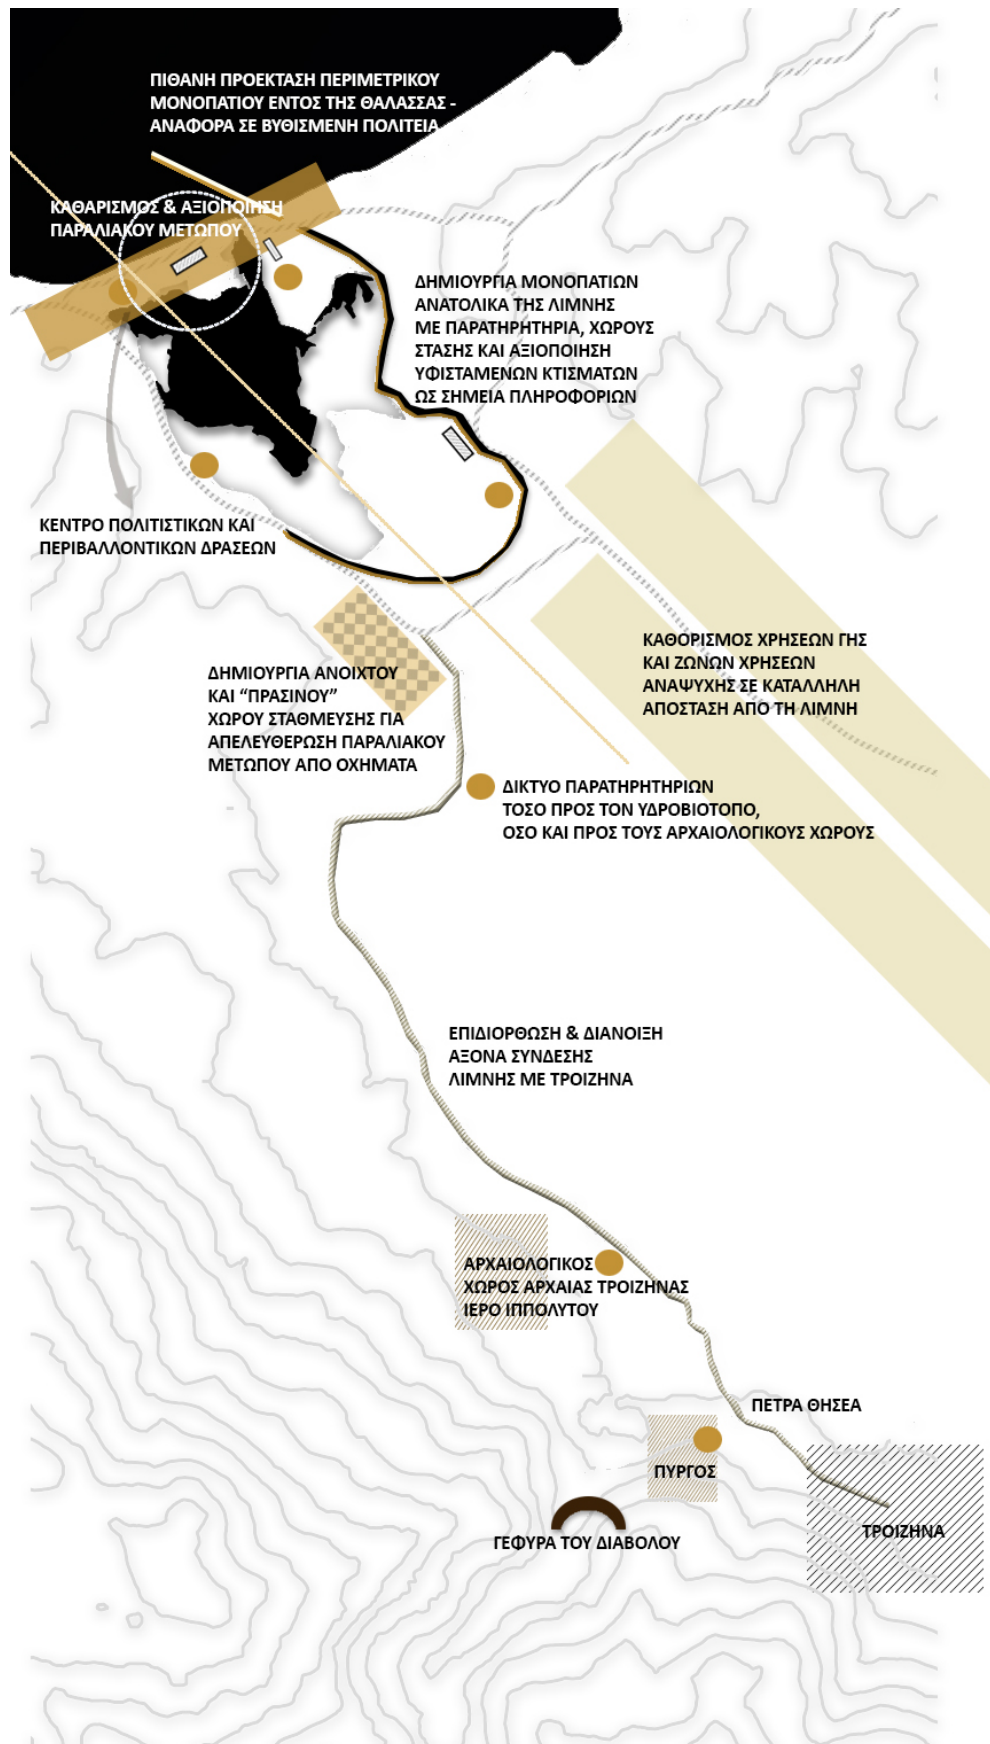 ΠΙΘΑΝΗ ΠΡΟΕΚΤΑΣΗ ΠΕΡΙΜΕΤΡΙΚΟΥ
ΜΟΝΟΠΑΤΙΟΥ ΕΝΤΟΣ ΤΗΣ ΘΑΛΑΣΣΑΣ -
ΑΝΑΦΟΡΑ ΣΕ ΒΥΘΙΣΜΕΝΗ ΠΟΛΙΤΕΙΑ
ΚΑΘΑΡΙΣΜΟΣ & ΑΞΙΟΠΟΙΗΣΗ
ΠΑΡΑΛΙΑΚΟΥ ΜΕΤΩΠΟΥ
ΔΗΜΙΟΥΡΓΙΑ ΜΟΝΟΠΑΤΙΩΝ
ΑΝΑΤΟΛΙΚΑ ΤΗΣ ΛΙΜΝΗΣ
ΜΕ ΠΑΡΑΤΗΡΗΤΗΡΙΑ, ΧΩΡΟΥΣ
ΣΤΑΣΗΣ ΚΑΙ ΑΞΙΟΠΟΙΗΣΗ
ΥΦΙΣΤΑΜΕΝΩΝ ΚΤΙΣΜΑΤΩΝ
ΩΣ ΣΗΜΕΙΑ ΠΛΗΡΟΦΟΡΙΩΝ
ΚΕΝΤΡΟ ΠΟΛΙΤΙΣΤΙΚΩΝ ΚΑΙ
ΠΕΡΙΒΑΛΛΟΝΤΙΚΩΝ ΔΡΑΣΕΩΝ
ΚΑΘΟΡΙΣΜΟΣ ΧΡΗΣΕΩΝ ΓΗΣ
ΚΑΙ ΖΩΝΩΝ ΧΡΗΣΕΩΝ
ΑΝΑΨΥΧΗΣ ΣΕ ΚΑΤΑΛΛΗΛΗ
ΑΠΟΣΤΑΣΗ ΑΠΟ ΤΗ ΛΙΜΝΗ
ΔΗΜΙΟΥΡΓΙΑ ΑΝΟΙΧΤΟΥ
ΚΑΙ "ΠΡΑΣΙΝΟΥ"
ΧΩΡΟΥ ΣΤΑΘΜΕΥΣΗΣ ΓΙΑ
ΑΠΕΛΕΥΘΕΡΩΣΗ ΠΑΡΑΛΙΑΚΟΥ
ΜΕΤΩΠΟΥ ΑΠΟ ΟΧΗΜΑΤΑ
ΔΙΚΤΥΟ ΠΑΡΑΤΗΡΗΤΗΡΙΩΝ
ΤΟΣΟ ΠΡΟΣ ΤΟΝ ΥΔΡΟΒΙΟΤΟΠΟ,
ΟΣΟ ΚΑΙ ΠΡΟΣ ΤΟΥΣ ΑΡΧΑΙΟΛΟΓΙΚΟΥΣ ΧΩΡΟΥΣ
ΕΠΙΔΙΟΡΘΩΣΗ & ΔΙΑΝΟΙΞΗ
ΑΞΟΝΑ ΣΥΝΔΕΣΗΣ
ΛΙΜΝΗΣ ΜΕ ΤΡΟΙΖΗΝΑ
ΑΡΧΑΙΟΛΟΓΙΚΟΣ
ΧΩΡΟΣ ΑΡΧΑΙΑΣ ΤΡΟΙΖΗΝΑΣ
ΙΕΡΟ ΙΠΠΟΛΥΤΟΥ
ΠΕΤΡΑ ΘΗΣΕΑ
ΠΥΡΓΟΣ
ΤΡΟΙΖΗΝΑ
ΓΕΦΥΡΑ ΤΟΥ ΔΙΑΒΟΛΟΥ